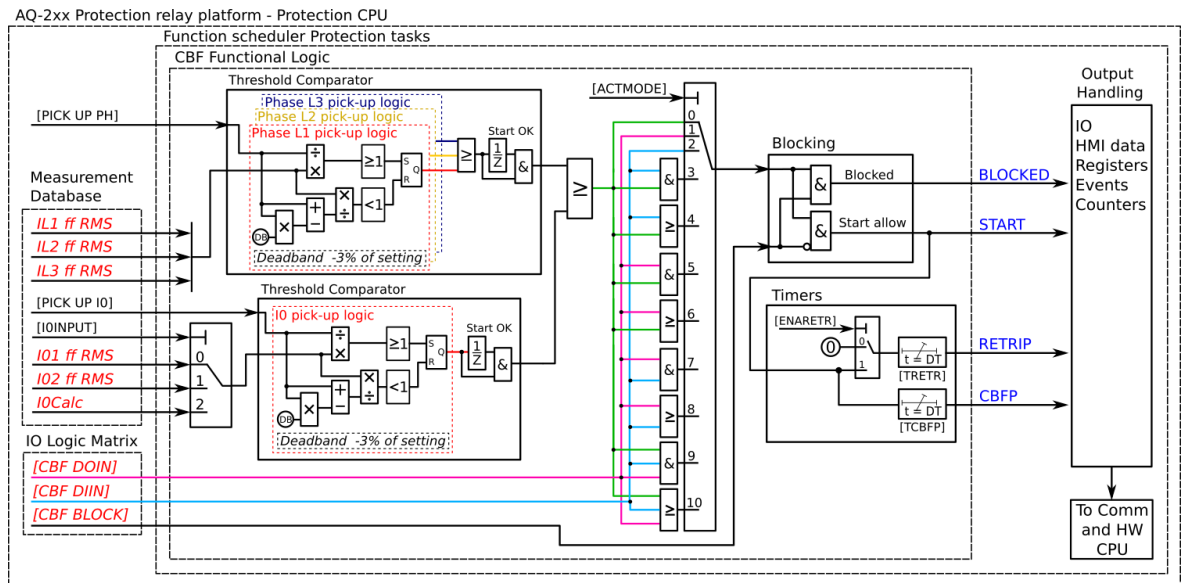 AQ-2xx Protection relay platform - Protection CPU
Function scheduler Protection tasks
CBF Functional Logic
Threshold Comparator
Phase L3 pick-up logic
Phase L2 pick-up logic
Phase L1 pick-up logic
[PICK UP PH]
÷
×
≥1
S
Q
R
≥
Start OK
1
Z
&
+
−
×
÷
<1
×
DB
Deadband -3% of setting
Measurement
Database
IL1 ff RMS
IL2 ff RMS
IL3 ff RMS
[PICK UP I0]
[I0INPUT]
I01 ff RMS
I02 ff RMS
I0Calc
0
1
2
Threshold Comparator
I0 pick-up logic
÷
×
≥1
S
Q
R
Start OK
1
Z
&
+
−
×
÷
<1
×
DB
Deadband -3% of setting
IO Logic Matrix
[CBF DOIN]
[CBF DIIN]
[CBF BLOCK]
≥
[ACTMODE]
0
1
2
&
3
≥
4
&
5
≥
6
&
7
≥
8
&
9
≥
10
Blocking
&
Blocked
&
Start allow
Timers
[ENARETR]
0
0
1
t = DT
[TRETR]
t = DT
[TCBFP]
BLOCKED
START
RETRIP
CBFP
Output
Handling
IO
HMI data
Registers
Events
Counters
To Comm
and HW
CPU